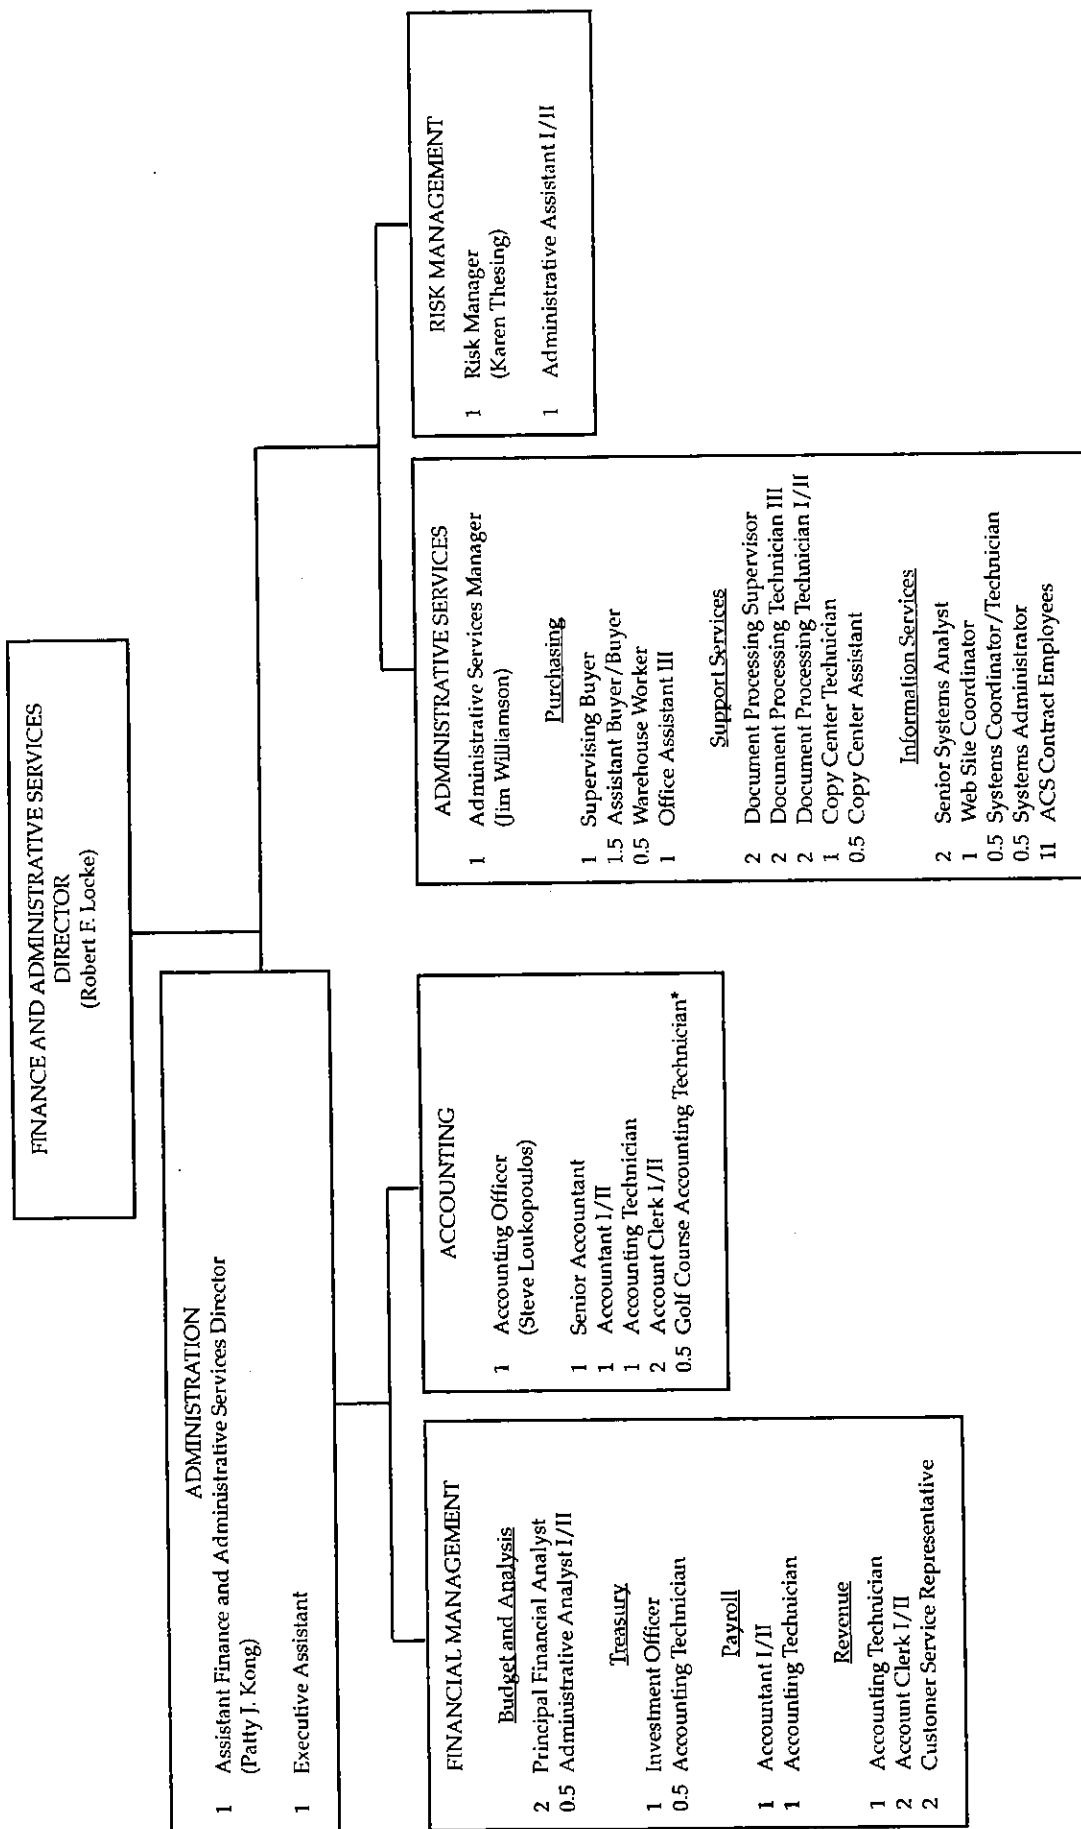 FINANCE AND ADMINISTRATIVE SERVICES
DIRECTOR
(Robert F. Locke)
ADMINISTRATION
1 Assistant Finance and Administrative Services Director
(Patty J. Kong)
1 Executive Assistant
FINANCIAL MANAGEMENT
Budget and Analysis
2 Principal Financial Analyst
0.5 Administrative Analyst I/II
Treasury
1 Investment Officer
0.5 Accounting Technician
Payroll
1 Accountant I/II
1 Accounting Technician
Revenue
1 Accounting Technician
2 Account Clerk I/II
2 Customer Service Representative
ACCOUNTING
1 Accounting Officer
(Steve Loukopoulos)
1 Senior Accountant
1 Accountant I/II
1 Accounting Technician
2 Account Clerk I/II
0.5 Golf Course Accounting Technician*
ADMINISTRATIVE SERVICES
1 Administrative Services Manager
(Jim Williamson)
Purchasing
1 Supervising Buyer
1.5 Assistant Buyer/Buyer
0.5 Warehouse Worker
1 Office Assistant III
Support Services
2 Document Processing Supervisor
2 Document Processing Technician III
2 Document Processing Technician I/II
1 Copy Center Technician
0.5 Copy Center Assistant
Information Services
2 Senior Systems Analyst
1 Web Site Coordinator
0.5 Systems Coordinator/Technician
0.5 Systems Administrator
11 ACS Contract Employees
RISK MANAGEMENT
1 Risk Manager
(Karen Thesing)
1 Administrative Assistant I/II